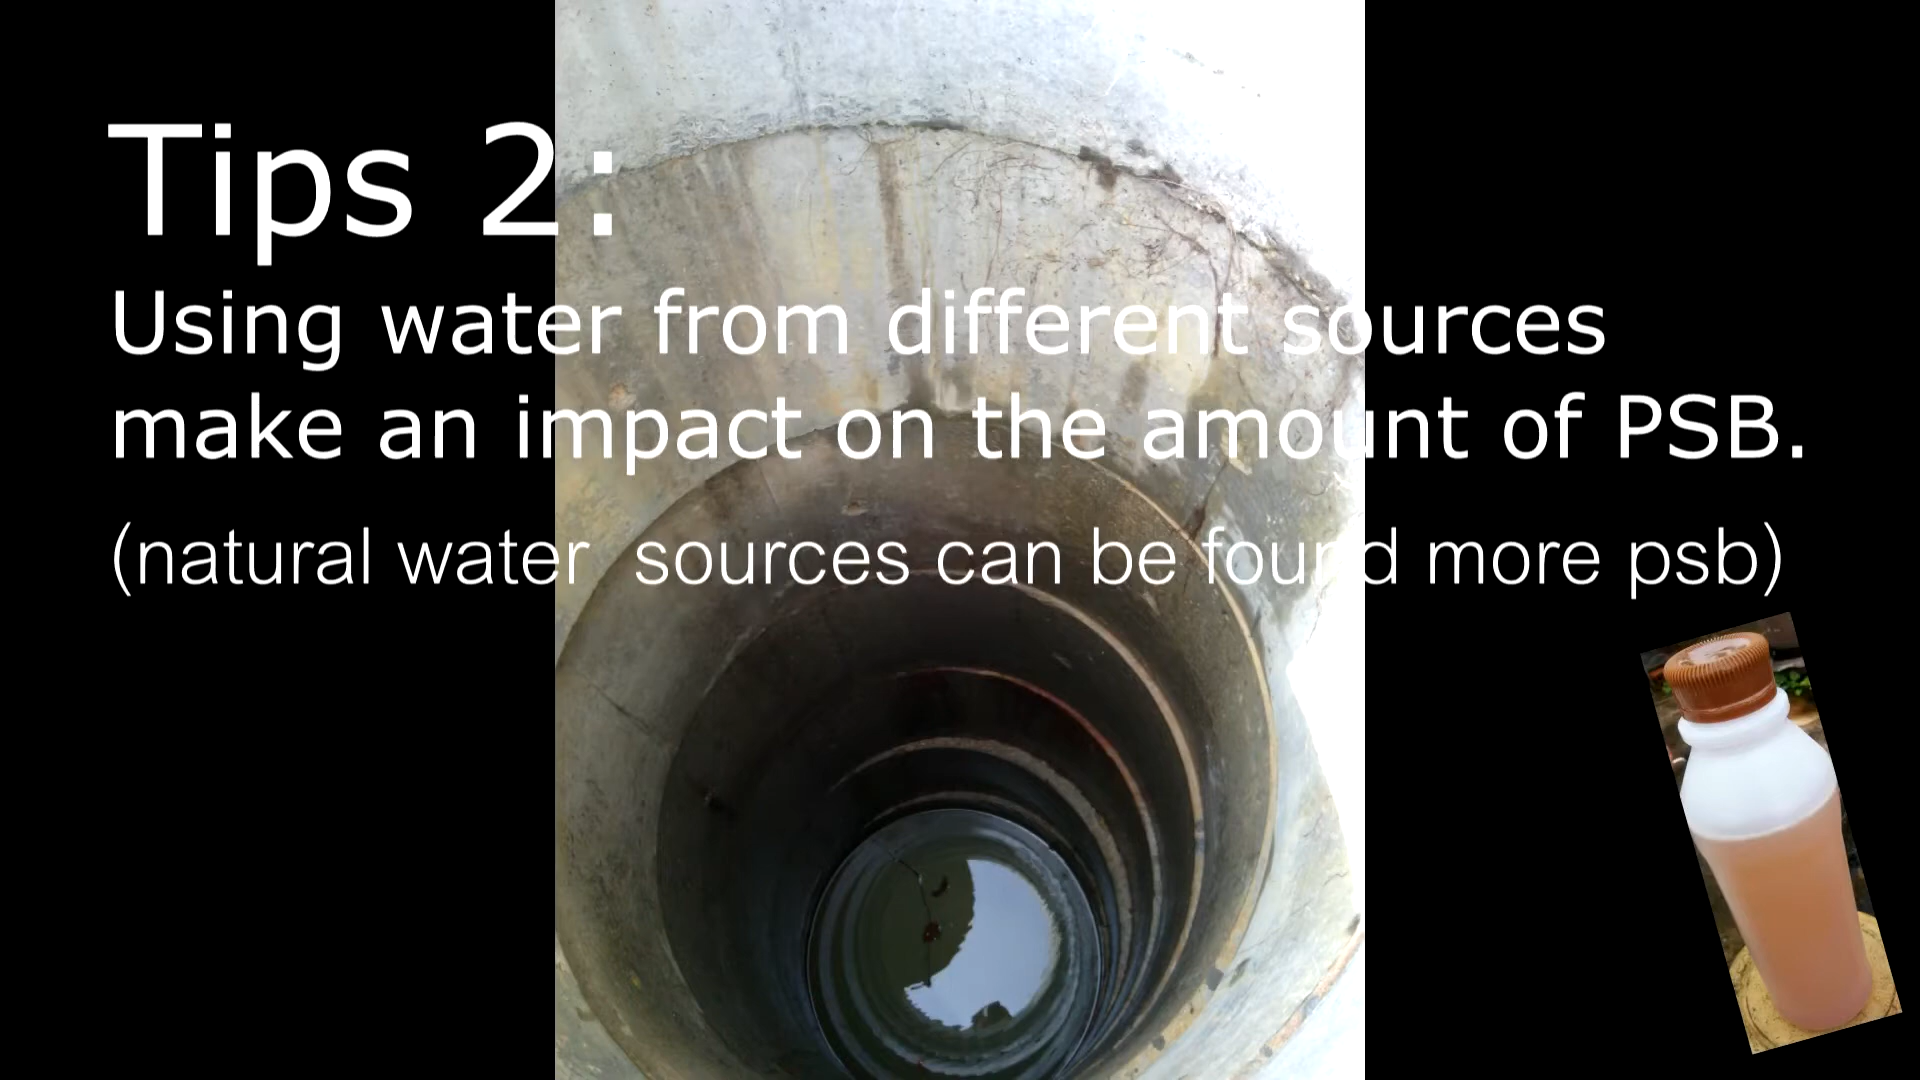 Tips 2:
Using water from different sources
make an impact on the amount of PSB.
(natural water sources can be found more psb)